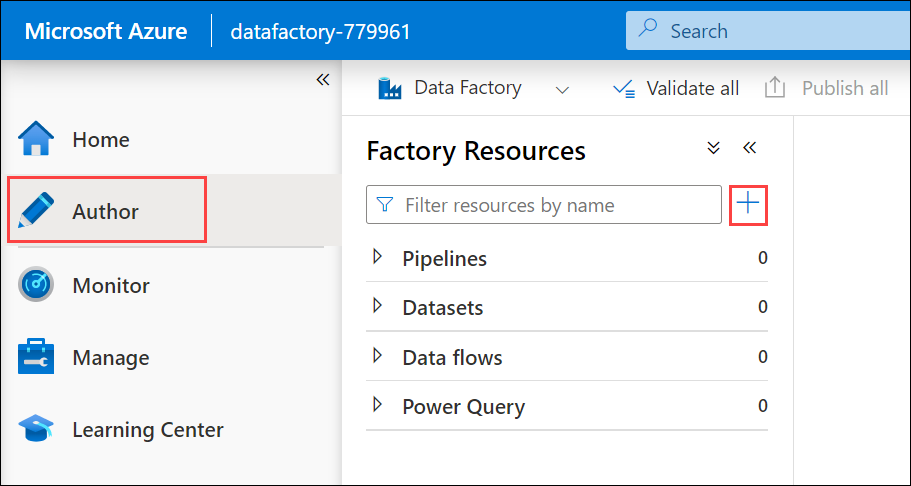 Microsoft Azure datafactory-779961 Search
Data Factory Validate all Publish all
Home
Author
Monitor
Manage
Learning Center
Factory Resources
Filter resources by name
Pipelines 0
Datasets 0
Data flows 0
Power Query 0